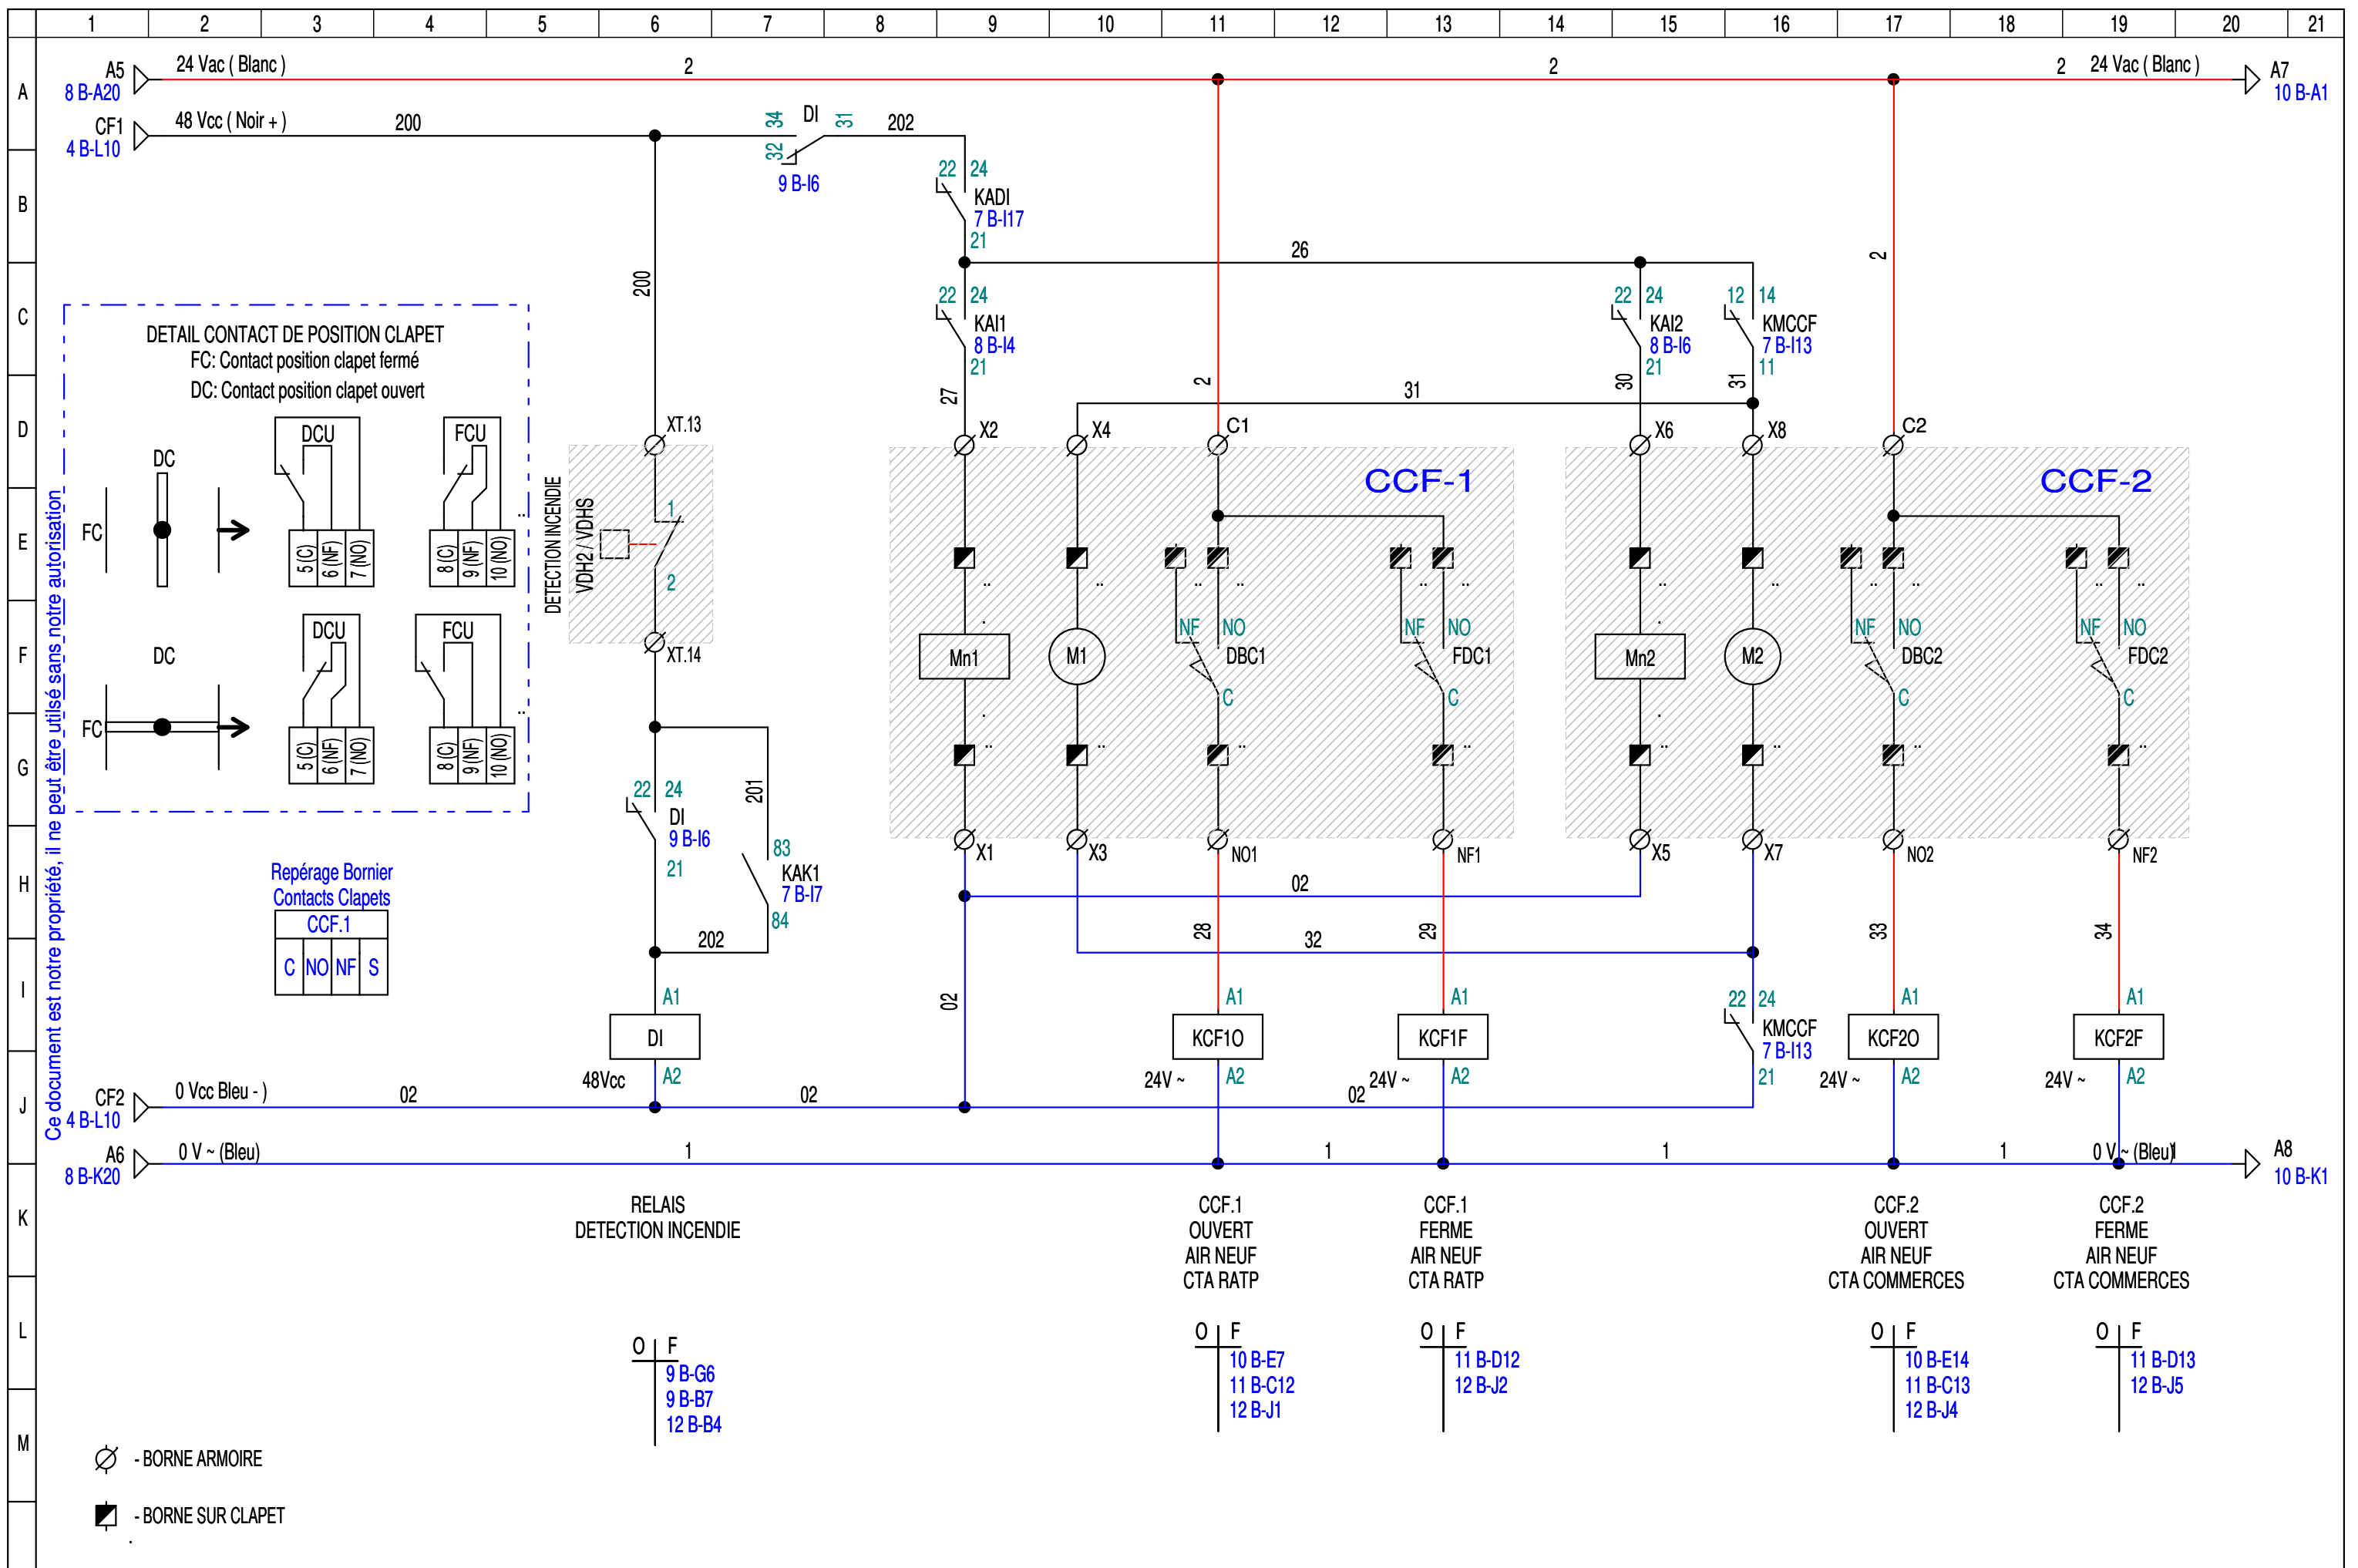 1 2 3 4 5 6 7 8 9 10 11 12 13 14 15 16 17 18 19 20 21
A
B
C
D
E
F
G
H
I
J
K
L
M
A5 24 Vac ( Blanc ) 2 2 2 24 Vac ( Blanc ) A7
8 B-A20 10 B-A1
CF1 48 Vcc ( Noir + ) 200 34 DI 31 202
4 B-L10 32
9 B-I6
22 24
KADI
7 B-I17
21
26
200
2
22 24
KAI1
8 B-I4
21
27
2
22 24
KAI2
8 B-I6
21
30
12 14
KMCCF
7 B-I13
11
31
31
DETAIL CONTACT DE POSITION CLAPET
FC: Contact position clapet fermé
DC: Contact position clapet ouvert
DCU FCU
DC
FC
5 (C) 6 (NF) 7 (NO) 8 (C) 9 (NF) 10 (NO)
..
DCU FCU
DC
FC
5 (C) 6 (NF) 7 (NO) 8 (C) 9 (NF) 10 (NO)
..
Ce document est notre propriété, il ne peut être utilsé sans notre autorisation
XT.13
DETECTION INCENDIE
VDH2 / VDHS
1
2
XT.14
X2 X4 C1 X6 X8 C2
CCF-1 CCF-2
.. .. .. .. .. .. .. ..
NF NO NF NO NF NO NF NO
Mn1 M1 DBC1 FDC1 Mn2 M2 DBC2 FDC2
C C C C
.. .. .. .. .. .. .. ..
X1 X3 NO1 NF1 X5 X7 NO2 NF2
22 24
DI
9 B-I6
21
201
83
KAK1
7 B-I7
84
202
Repérage Bornier
Contacts Clapets
CCF.1
C NO NF S
02
28 29 32 33 34
02
A1 A1 A1 A1 A1
22 24
KMCCF
7 B-I13
21
DI KCF1O KCF1F KCF2O KCF2F
48Vcc A2 24V ~ A2 24V ~ A2 24V ~ A2 24V ~ A2
CF2 0 Vcc Bleu - ) 02 02 02
4 B-L10
A6 0 V ~ (Bleu) 1 1 1 1 0 V ~ (Bleu) 1 A8
8 B-K20 10 B-K1
RELAIS
DETECTION INCENDIE
CCF.1
OUVERT
AIR NEUF
CTA RATP
CCF.1
FERME
AIR NEUF
CTA RATP
CCF.2
OUVERT
AIR NEUF
CTA COMMERCES
CCF.2
FERME
AIR NEUF
CTA COMMERCES
O F
9 B-G6
9 B-B7
12 B-B4
O F
10 B-E7
11 B-C12
12 B-J1
O F
11 B-D12
12 B-J2
O F
10 B-E14
11 B-C13
12 B-J4
O F
11 B-D13
12 B-J5
- BORNE ARMOIRE
- BORNE SUR CLAPET
.